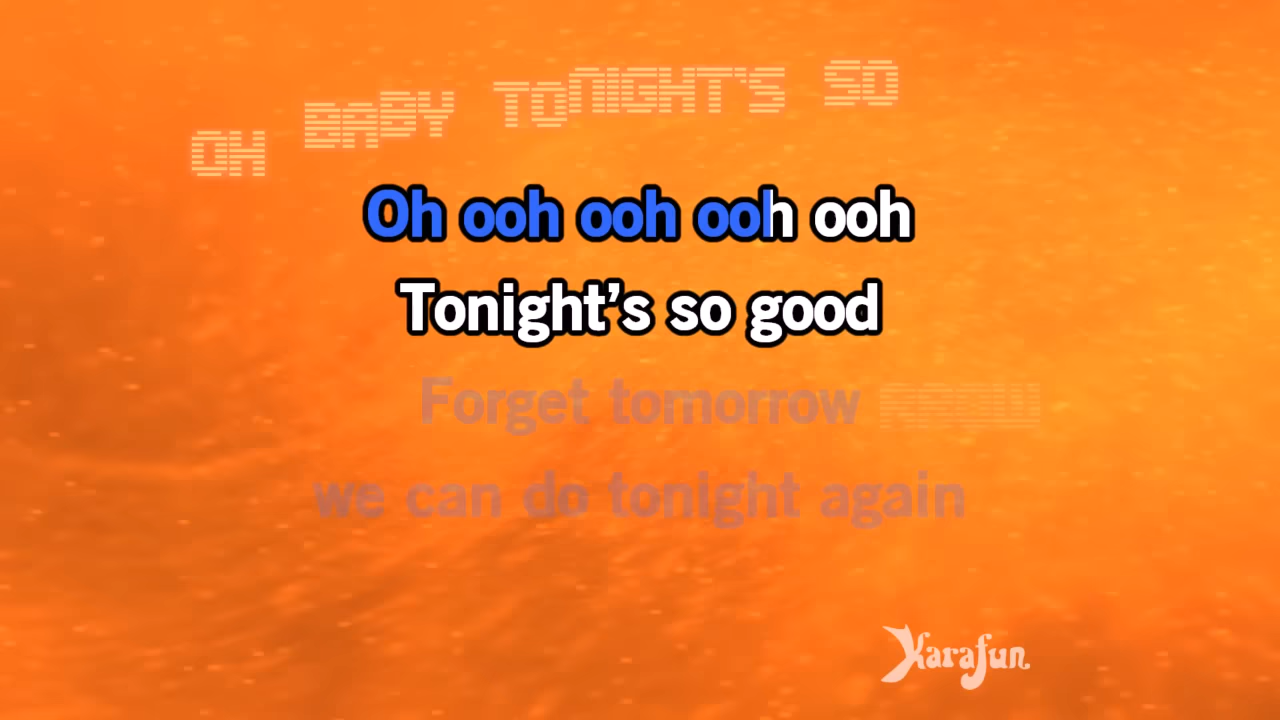 OH BABY TONIGHT'S SO
Oh ooh ooh ooh ooh
Tonight's so good
Forget tomorrow
we can do tonight again
Karafun